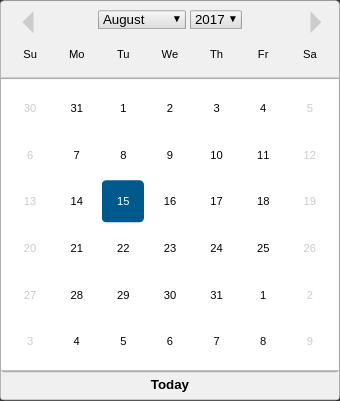 August 2017
Su Mo Tu We Th Fr Sa
30 31 1 2 3 4 5
6 7 8 9 10 11 12
13 14 15 16 17 18 19
20 21 22 23 24 25 26
27 28 29 30 31 1 2
3 4 5 6 7 8 9
Today